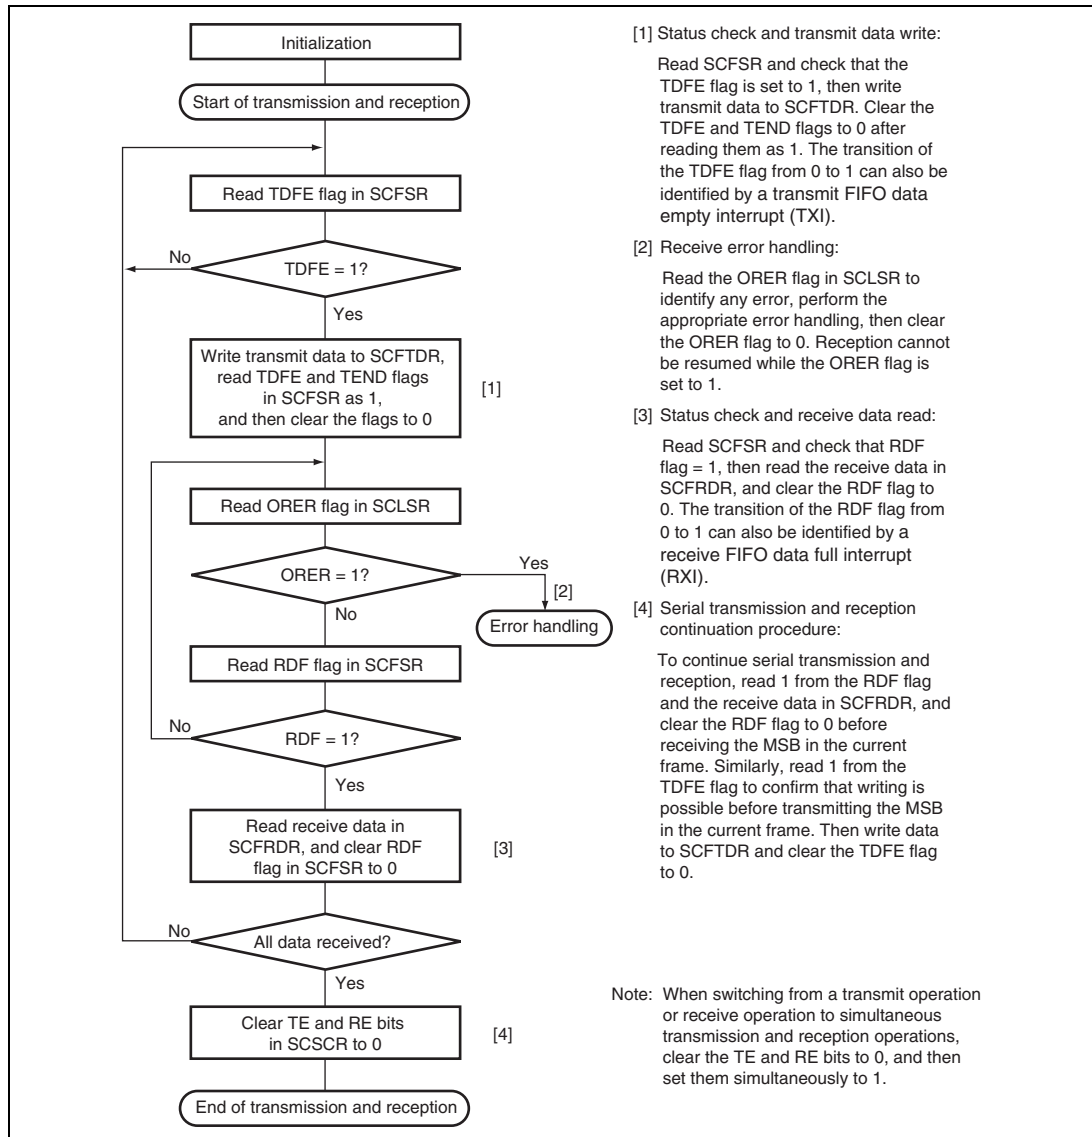 Initialization
Start of transmission and reception
Read TDFE flag in SCFSR
No
TDFE = 1?
Yes
Write transmit data to SCFTDR,
read TDFE and TEND flags
in SCFSR as 1,
and then clear the flags to 0
[1]
Read ORER flag in SCLSR
ORER = 1?
Yes
[2]
No
Error handling
Read RDF flag in SCFSR
No
RDF = 1?
Yes
Read receive data in
SCFRDR, and clear RDF
flag in SCFSR to 0
[3]
No
All data received?
Yes
Clear TE and RE bits
in SCSCR to 0
[4]
End of transmission and reception
[1] Status check and transmit data write:
Read SCFSR and check that the
TDFE flag is set to 1, then write
transmit data to SCFTDR. Clear the
TDFE and TEND flags to 0 after
reading them as 1. The transition of
the TDFE flag from 0 to 1 can also be
identified by a transmit FIFO data
empty interrupt (TXI).
[2] Receive error handling:
Read the ORER flag in SCLSR to
identify any error, perform the
appropriate error handling, then clear
the ORER flag to 0. Reception cannot
be resumed while the ORER flag is
set to 1.
[3] Status check and receive data read:
Read SCFSR and check that RDF
flag = 1, then read the receive data in
SCFRDR, and clear the RDF flag to
0. The transition of the RDF flag from
0 to 1 can also be identified by a
receive FIFO data full interrupt
(RXI).
[4] Serial transmission and reception
continuation procedure:
To continue serial transmission and
reception, read 1 from the RDF flag
and the receive data in SCFRDR, and
clear the RDF flag to 0 before
receiving the MSB in the current
frame. Similarly, read 1 from the
TDFE flag to confirm that writing is
possible before transmitting the MSB
in the current frame. Then write data
to SCFTDR and clear the TDFE flag
to 0.
Note: When switching from a transmit operation
or receive operation to simultaneous
transmission and reception operations,
clear the TE and RE bits to 0, and then
set them simultaneously to 1.